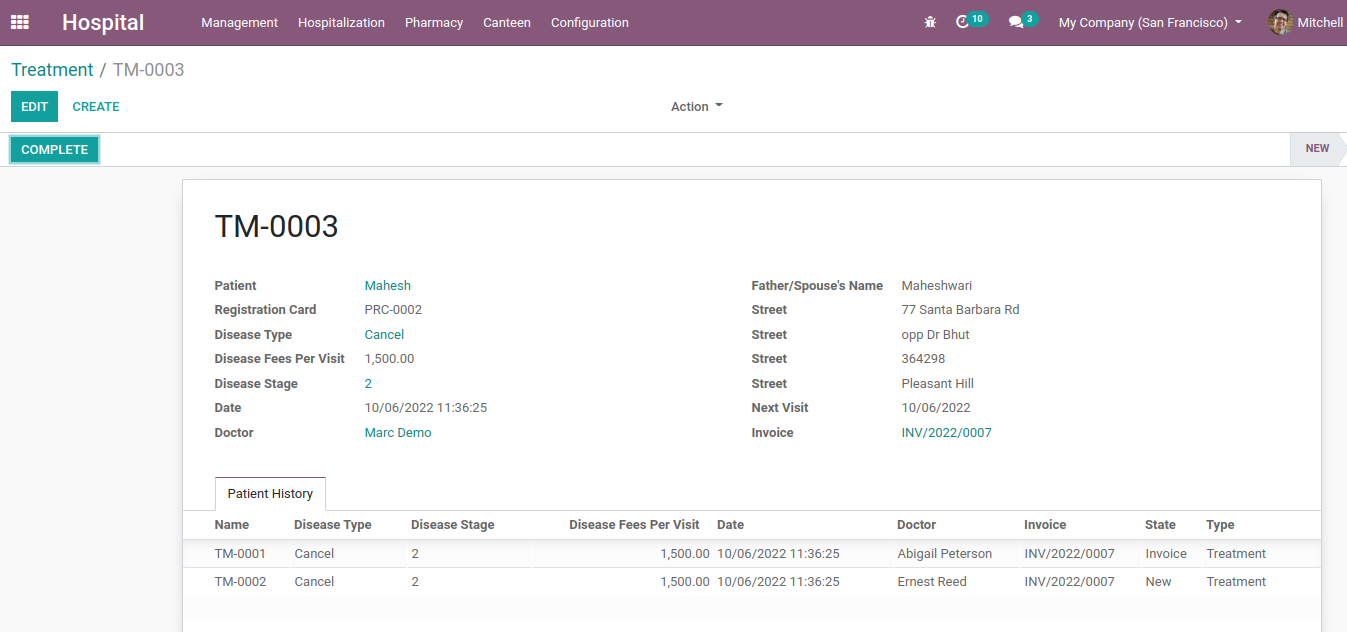 Hospital Management Hospitalization Pharmacy Canteen Configuration 10 3 My Company (San Francisco) Mitchell
Treatment / TM-0003
EDIT CREATE Action
COMPLETE NEW
TM-0003
Patient Mahesh Father/Spouse's Name Maheshwari
Registration Card PRC-0002 Street 77 Santa Barbara Rd
Disease Type Cancel Street opp Dr Bhut
Disease Fees Per Visit 1,500.00 Street 364298
Disease Stage 2 Street Pleasant Hill
Date 10/06/2022 11:36:25 Next Visit 10/06/2022
Doctor Marc Demo Invoice INV/2022/0007
Patient History
Name Disease Type Disease Stage Disease Fees Per Visit Date Doctor Invoice State Type
TM-0001 Cancel 2 1,500.00 10/06/2022 11:36:25 Abigail Peterson INV/2022/0007 Invoice Treatment
TM-0002 Cancel 2 1,500.00 10/06/2022 11:36:25 Ernest Reed INV/2022/0007 New Treatment